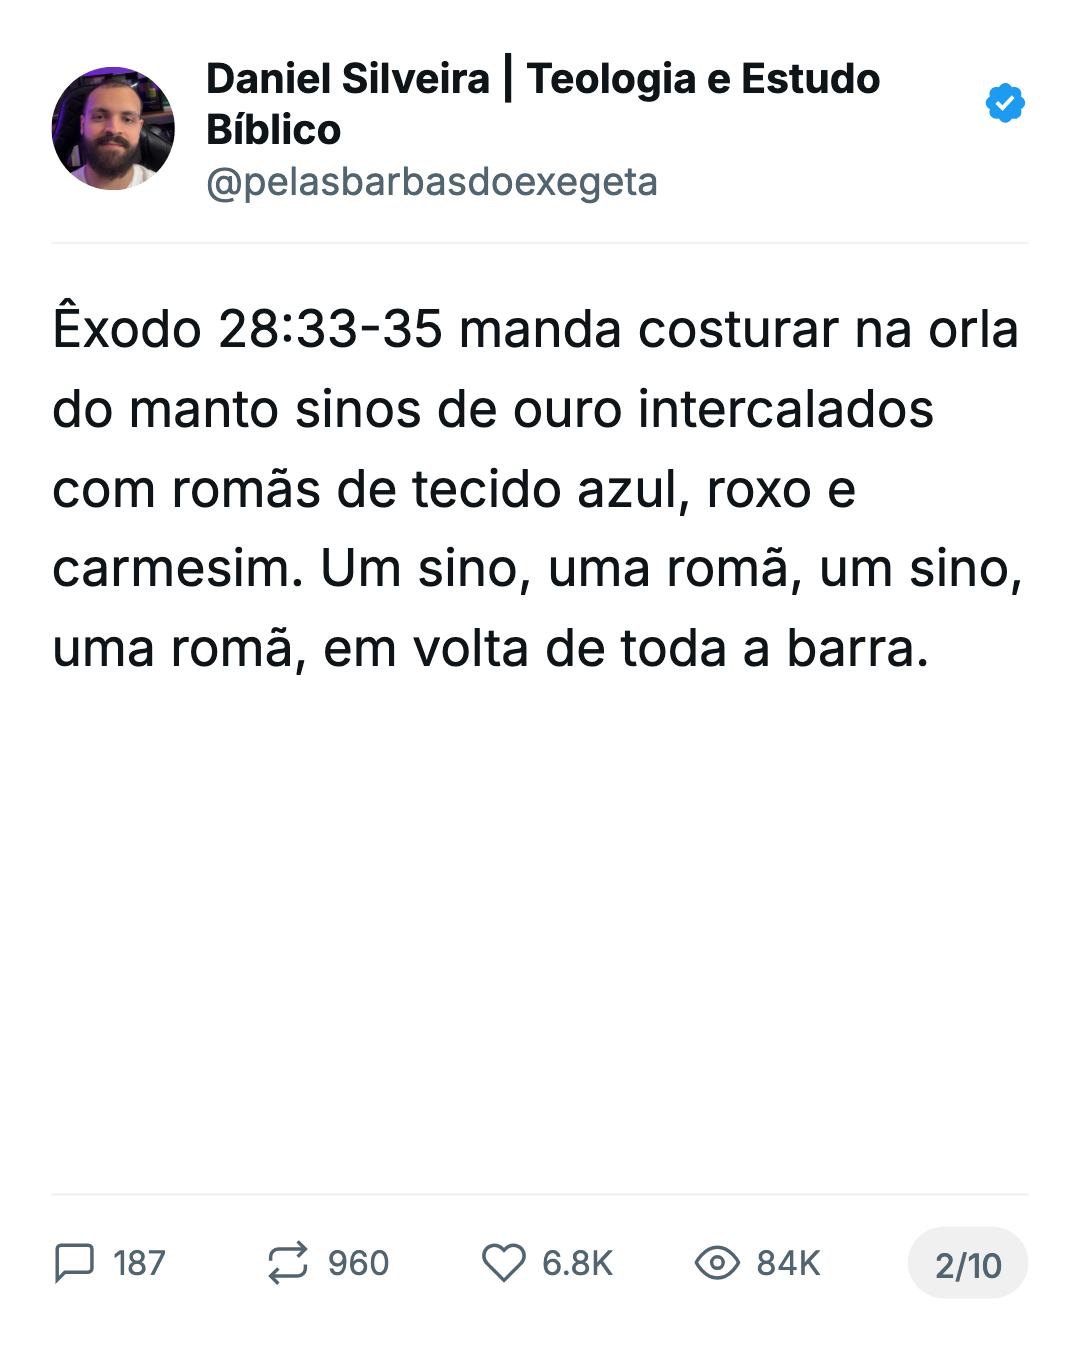 Daniel Silveira | Teologia e Estudo
Bíblico
@pelasbarbasdoexegeta
Êxodo 28:33-35 manda costurar na orla
do manto sinos de ouro intercalados
com romãs de tecido azul, roxo e
carmesim. Um sino, uma romã, um sino,
uma romã, em volta de toda a barra.
187 960 6.8K 84K 2/10